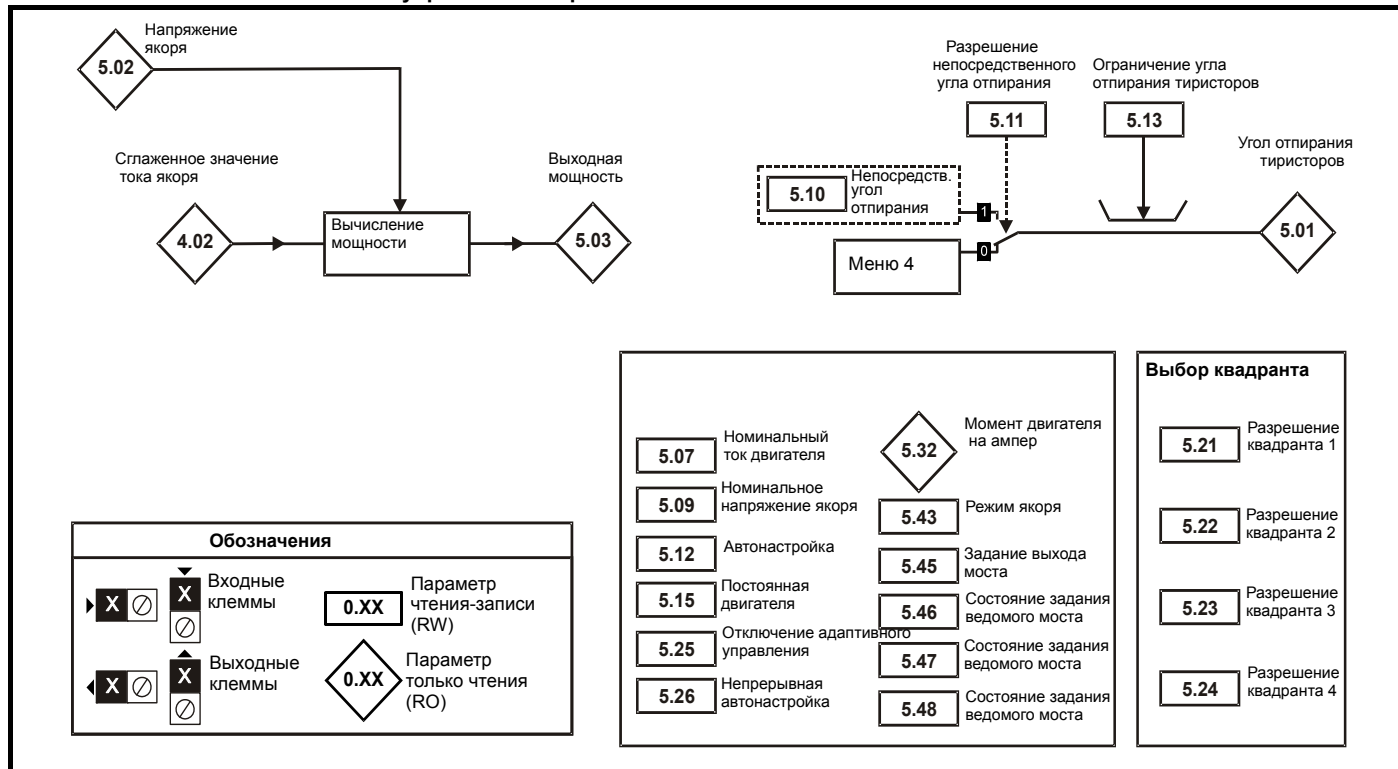 Напряжение
якоря
5.02
Сглаженное значение
тока якоря
4.02
Вычисление
мощности
Выходная
мощность
5.03
Разрешение
непосредственного
угла отпирания
5.11
Ограничение угла
отпирания тиристоров
5.13
Угол отпирания
тиристоров
5.10
Непосредств.
угол
отпирания
1
0
Меню 4
5.01
5.07
Номинальный
ток двигателя
5.09
Номинальное
напряжение якоря
5.12
Автонастройка
5.15
Постоянная
двигателя
5.25
Отключение адаптивного
управления
5.26
Непрерывная
автонастройка
5.32
Момент двигателя
на ампер
5.43
Режим якоря
5.45
Задание выхода
моста
5.46
Состояние задания
ведомого моста
5.47
Состояние задания
ведомого моста
5.48
Состояние задания
ведомого моста
Выбор квадранта
5.21
Разрешение
квадранта 1
5.22
Разрешение
квадранта 2
5.23
Разрешение
квадранта 3
5.24
Разрешение
квадранта 4
Обозначения
X
X
Входные
клеммы
0.XX
Параметр
чтения-записи
(RW)
X
X
Выходные
клеммы
0.XX
Параметр
только чтения
(RO)